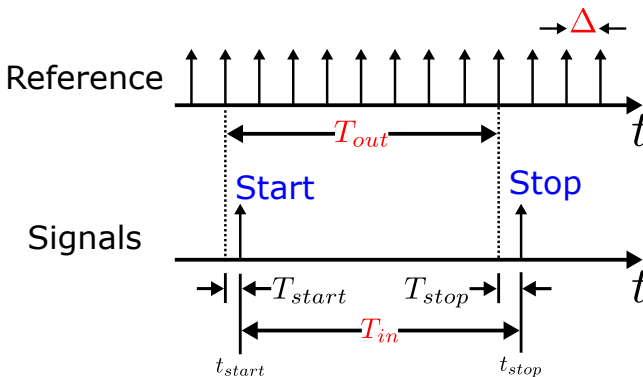 Δ
Reference
t
T_out
Start
Stop
Signals
t
T_start
T_stop
T_in
t_start
t_stop